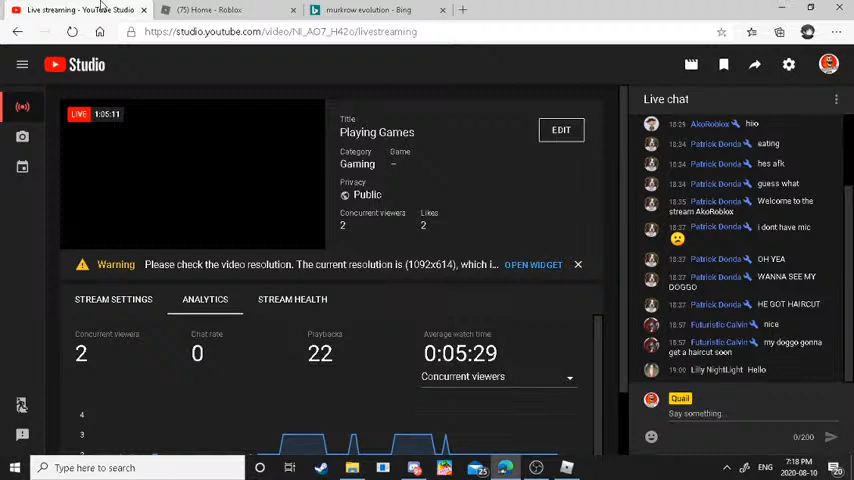 Live streaming - YouTube Studio
(75) Home - Roblox
murkrow evolution - Bing
https://studio.youtube.com/video/NI_AO7_H42o/livestreaming
Studio
LIVE 1:05:11
Title
Playing Games
EDIT
Category Game
Gaming –
Privacy
Public
Concurrent viewers Likes
2 2
Warning Please check the video resolution. The current resolution is (1092x614), which i... OPEN WIDGET
STREAM SETTINGS ANALYTICS STREAM HEALTH
Concurrent viewers Chat rate Playbacks Average watch time
2 0 22 0:05:29
Concurrent viewers
4
3
2
Live chat
18:29 AkoRoblox hiio
18:34 Patrick Donda eating
18:34 Patrick Donda hes afk
18:34 Patrick Donda guess what
18:35 Patrick Donda Welcome to the
stream AkoRoblox
18:37 Patrick Donda i dont have mic
18:37 Patrick Donda OH YEA
18:37 Patrick Donda WANNA SEE MY
DOGGO
18:37 Patrick Donda HE GOT HAIRCUT
18:57 Futuristic Calvin nice
18:57 Futuristic Calvin my doggo gonna
get a haircut soon
19:00 Lilly NightLight Hello
Quail
Say something...
0/200
Type here to search
25
ENG
7:18 PM
2020-08-10
20